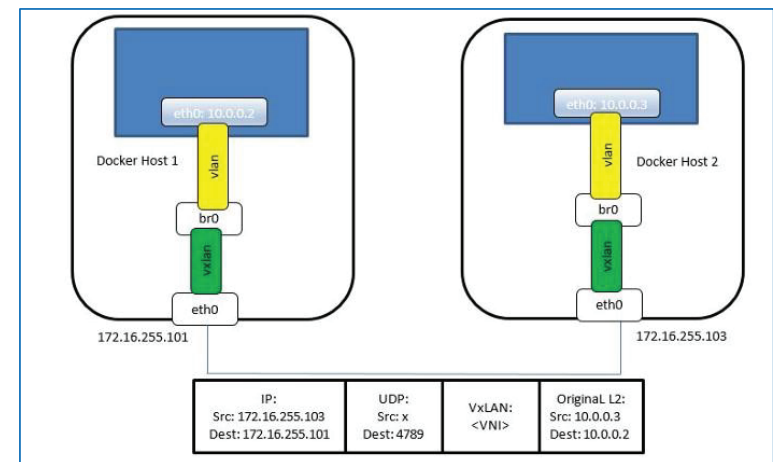 eth0: 10.0.0.2
eth0: 10.0.0.3
Docker Host 1
vlan
vlan
Docker Host 2
br0
br0
vxlan
vxlan
eth0
eth0
172.16.255.101
172.16.255.103
IP:
Src: 172.16.255.103
Dest: 172.16.255.101
UDP:
Src: x
Dest: 4789
VxLAN:
<VNI>
OriginaL L2:
Src: 10.0.0.3
Dest: 10.0.0.2